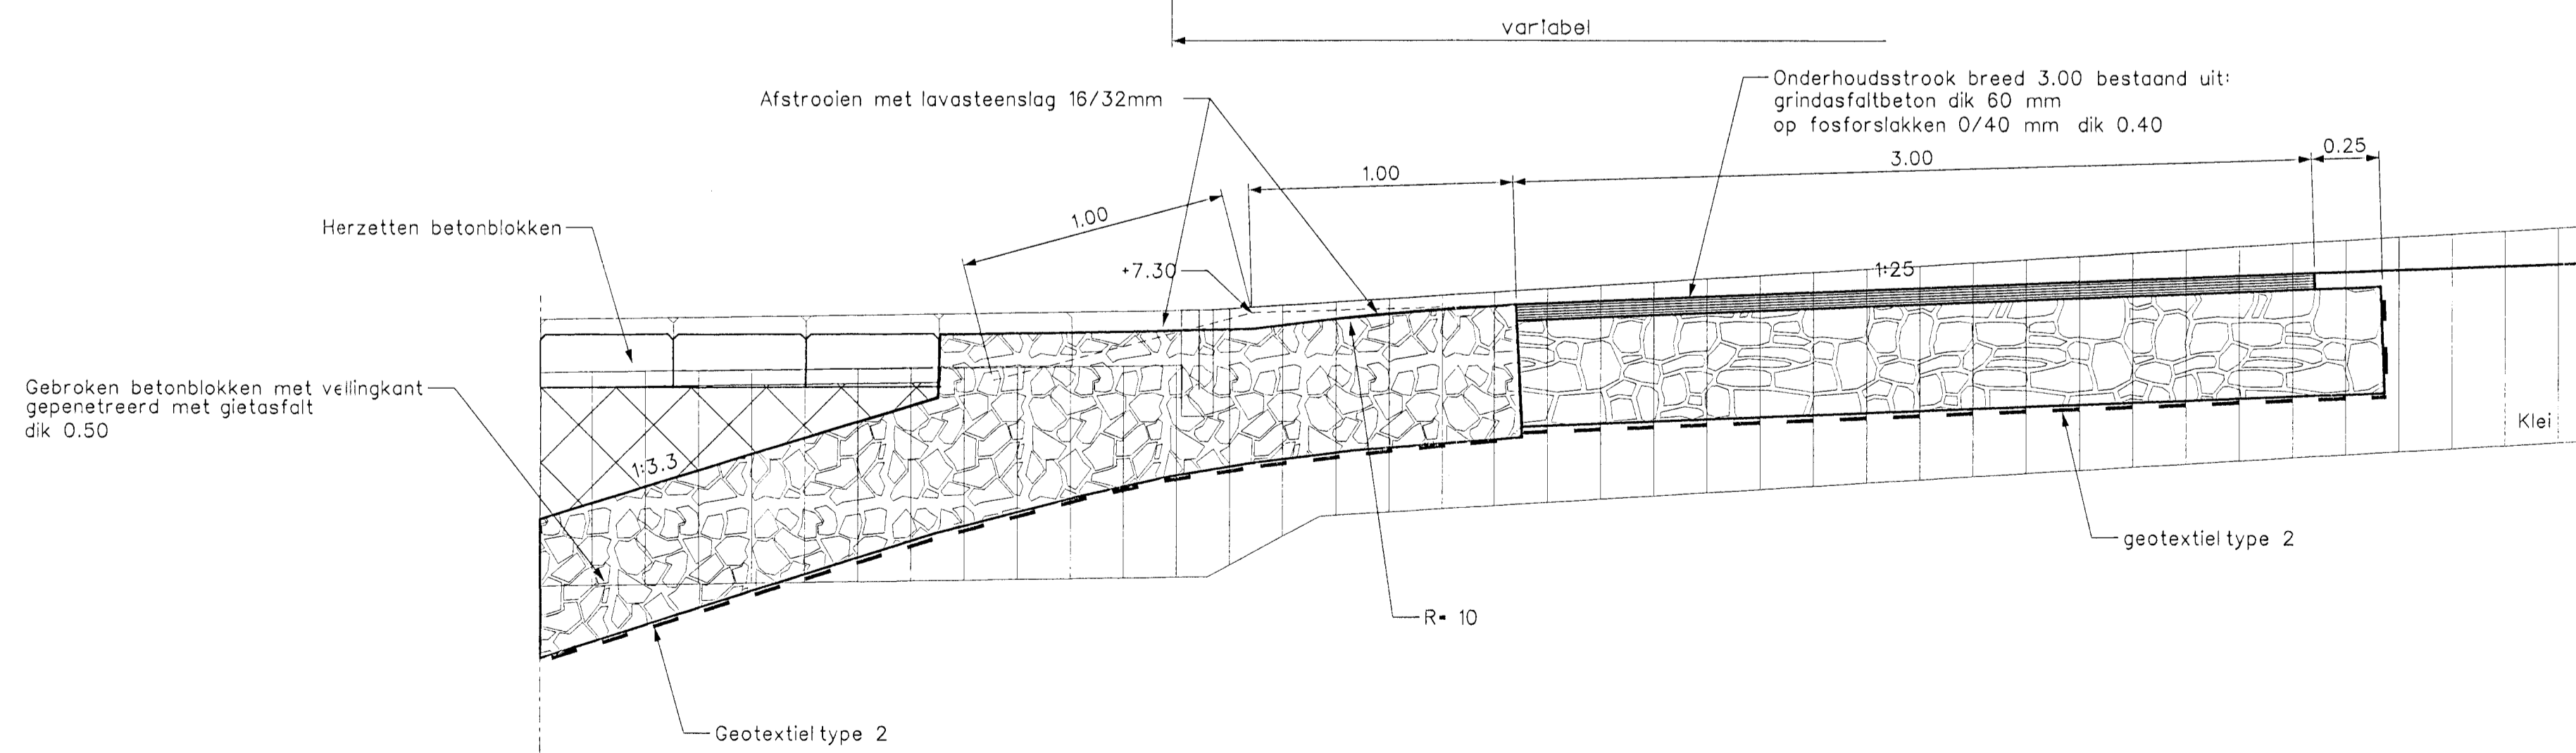 variabel
Onderhoudsstrook breed 3.00 bestaand uit:
grindasfaltbeton dik 60 mm
op fosforslakken 0/40 mm dik 0.40
Afstrooien met lavasteenslag 16/32mm
3.00
0.25
1.00
1.00
Herzetten betonblokken
+7.30
1:25
Gebroken betonblokken met vellingkant
gepenetreerd met gietasfalt
dik 0.50
Klei
1:3.3
geotextiel type 2
R= 10
Geotextiel type 2